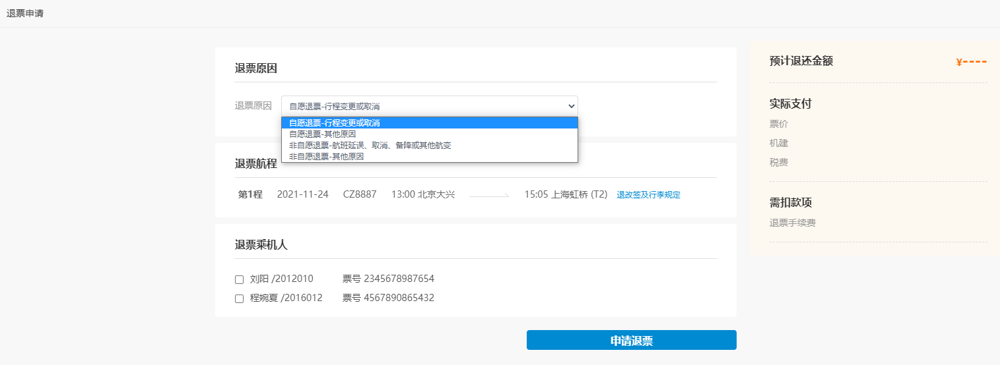 退票申请
退票原因
退票原因 自愿退票-行程变更或取消
自愿退票-行程变更或取消
自愿退票-其他原因
非自愿退票-航班延误、取消、备降或其他航变
非自愿退票-其他原因
退票航程
第1程 2021-11-24 CZ8887 13:00 北京大兴 15:05 上海虹桥 (T2) 退改签及行李规定
退票乘机人
刘阳 /2012010 票号 2345678987654
程婉夏 /2016012 票号 4567890865432
申请退票
预计退还金额 ¥----
实际支付
票价
机建
税费
需扣款项
退票手续费